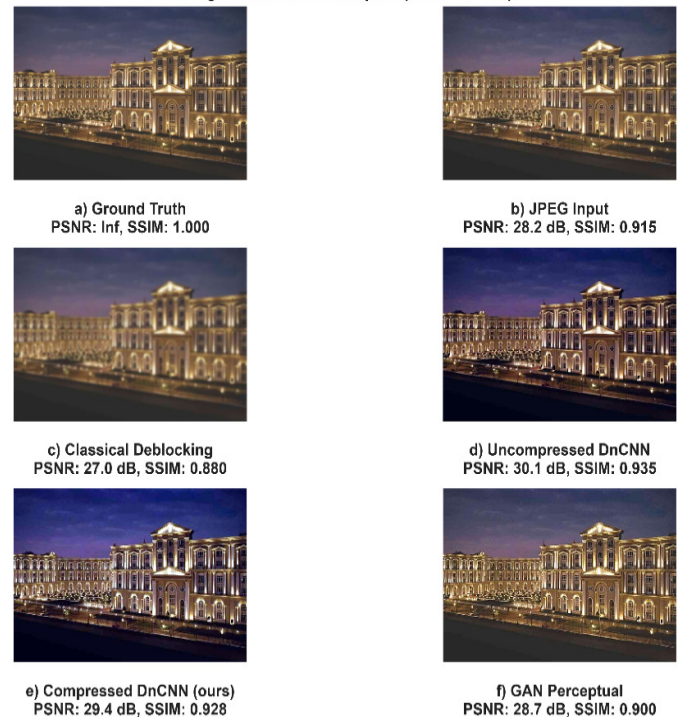 a) Ground Truth
PSNR: Inf, SSIM: 1.000
b) JPEG Input
PSNR: 28.2 dB, SSIM: 0.915
c) Classical Deblocking
PSNR: 27.0 dB, SSIM: 0.880
d) Uncompressed DnCNN
PSNR: 30.1 dB, SSIM: 0.935
e) Compressed DnCNN (ours)
PSNR: 29.4 dB, SSIM: 0.928
f) GAN Perceptual
PSNR: 28.7 dB, SSIM: 0.900